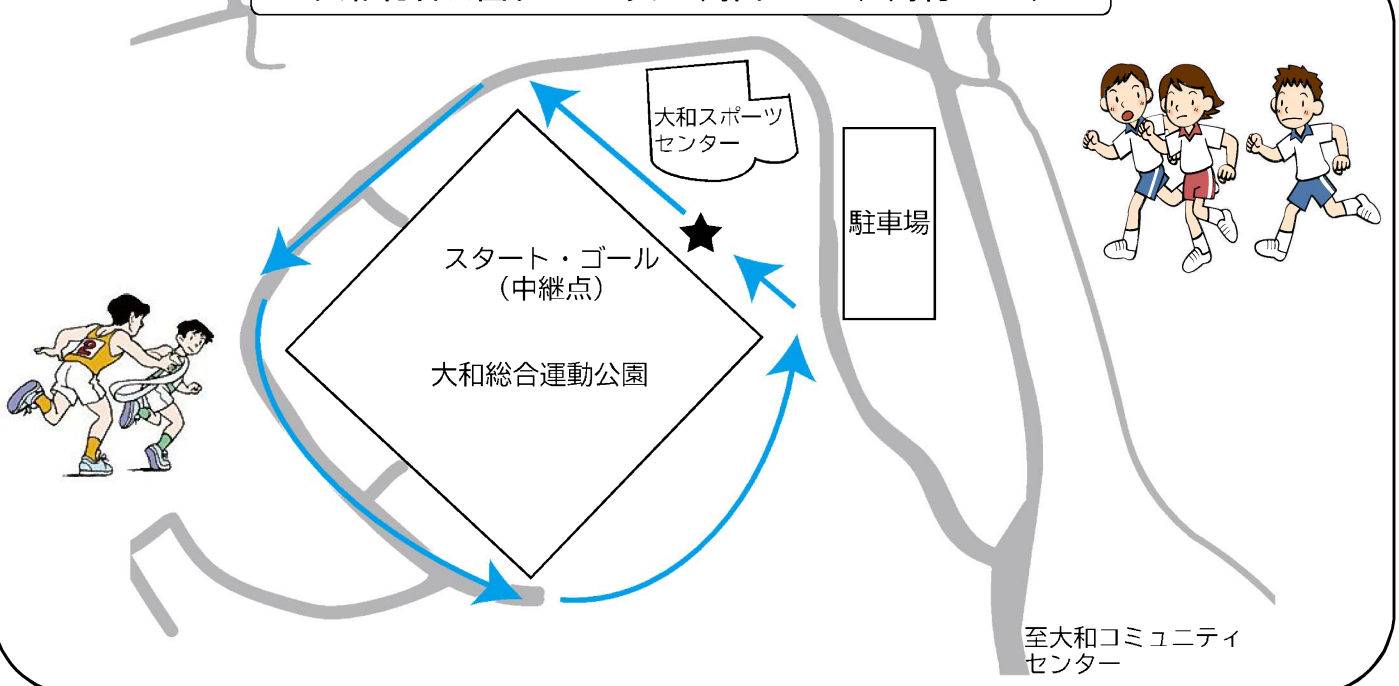 大和スポーツ
センター
駐車場
スタート・ゴール
（中継点）
大和総合運動公園
至大和コミュニティ
センター